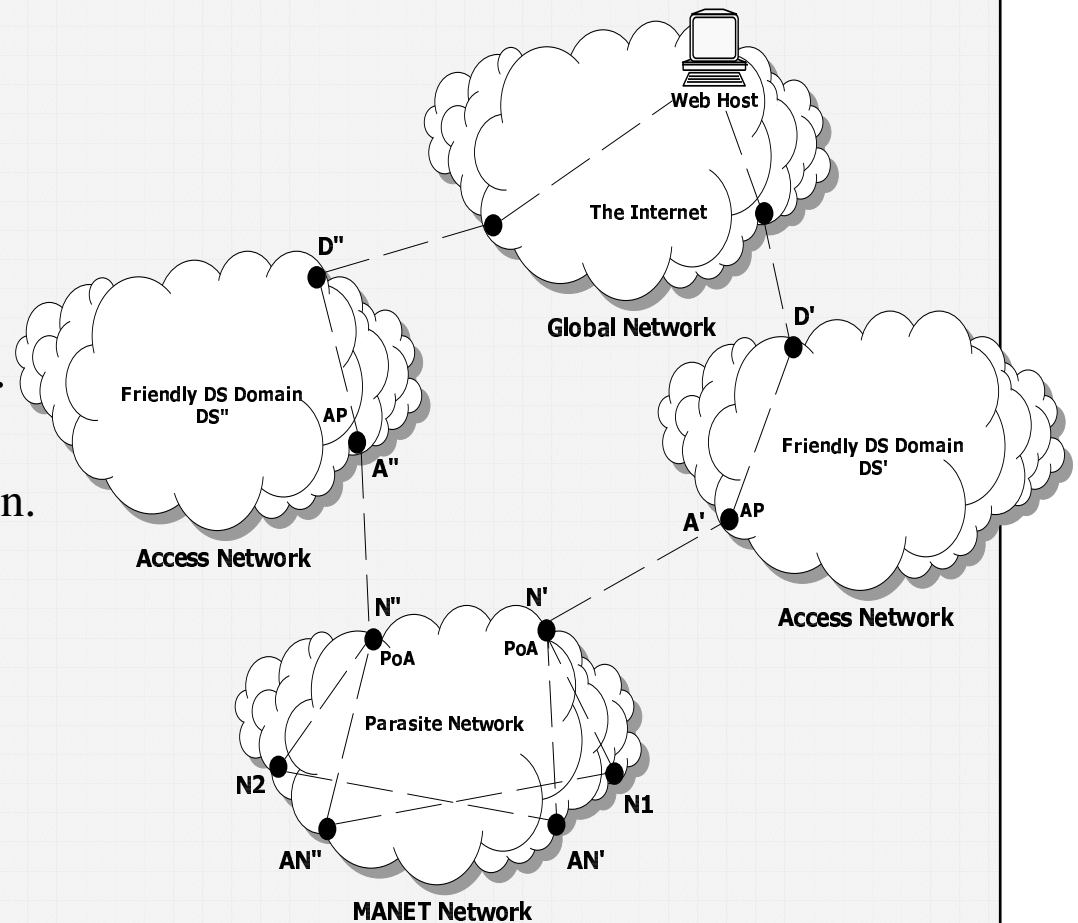 Web Host
The Internet
D"
Global Network
D'
.
Friendly DS Domain
DS"
AP
A"
Friendly DS Domain
DS'
n.
A'
AP
Access Network
N"
N'
Access Network
PoA
PoA
Parasite Network
N2
N1
AN"
AN'
MANET Network